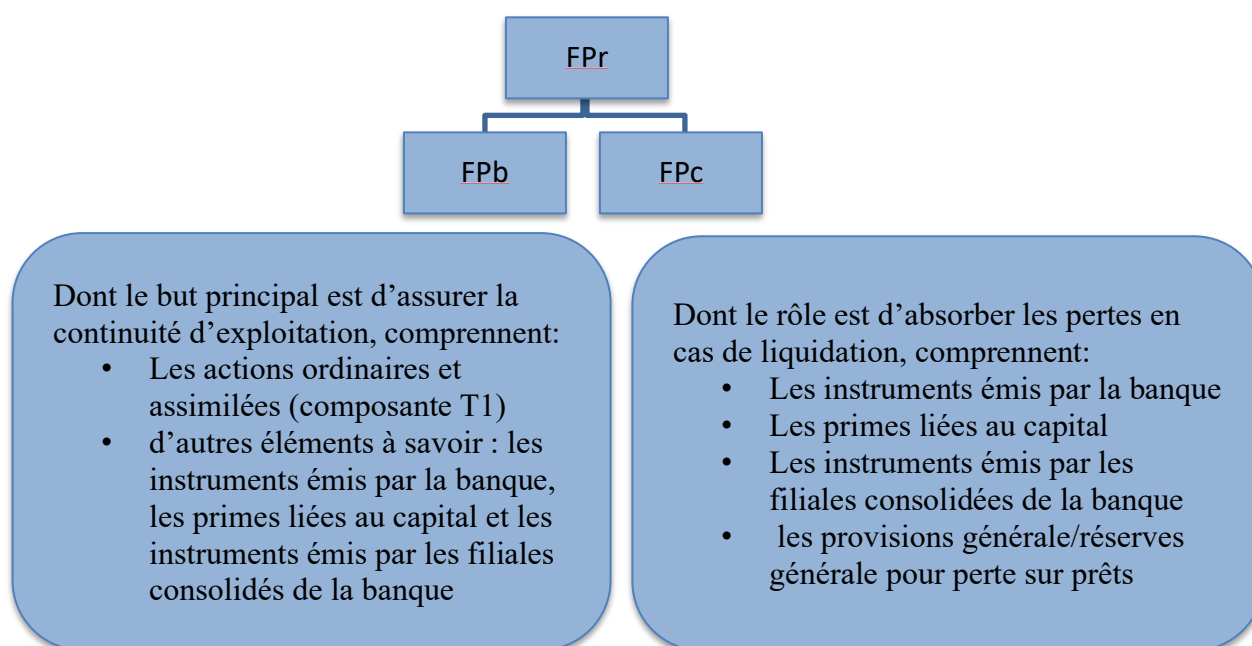 FPr
FPb
FPc
Dont le but principal est d’assurer la
continuité d’exploitation, comprennent:
• Les actions ordinaires et
assimilées (composante T1)
• d’autres éléments à savoir : les
instruments émis par la banque,
les primes liées au capital et les
instruments émis par les filiales
consolidés de la banque
Dont le rôle est d’absorber les pertes en
cas de liquidation, comprennent:
• Les instruments émis par la banque
• Les primes liées au capital
• Les instruments émis par les
filiales consolidées de la banque
• les provisions générale/réserves
générale pour perte sur prêts